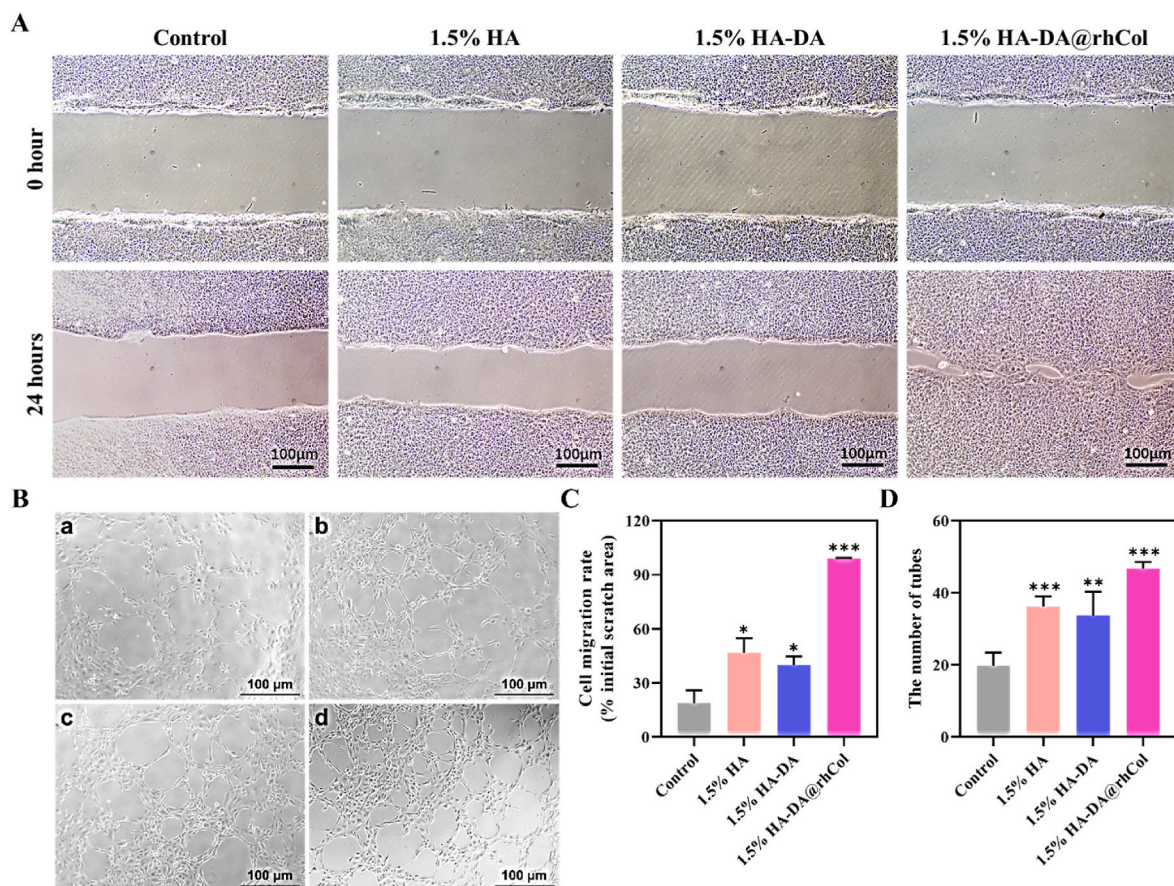 A
Control
1.5% HA
1.5% HA-DA
1.5% HA-DA@rhCol
0 hour
24 hours
100μm
100μm
100μm
100μm
B
a
100 μm
b
100 μm
c
100 μm
d
100 μm
C
Cell migration rate
(% initial scratch area)
120
90
60
30
0
*
*
***
Control
1.5% HA
1.5% HA-DA
1.5% HA-DA@rhCol
D
The number of tubes
60
40
20
0
***
**
***
Control
1.5% HA
1.5% HA-DA
1.5% HA-DA@rhCol